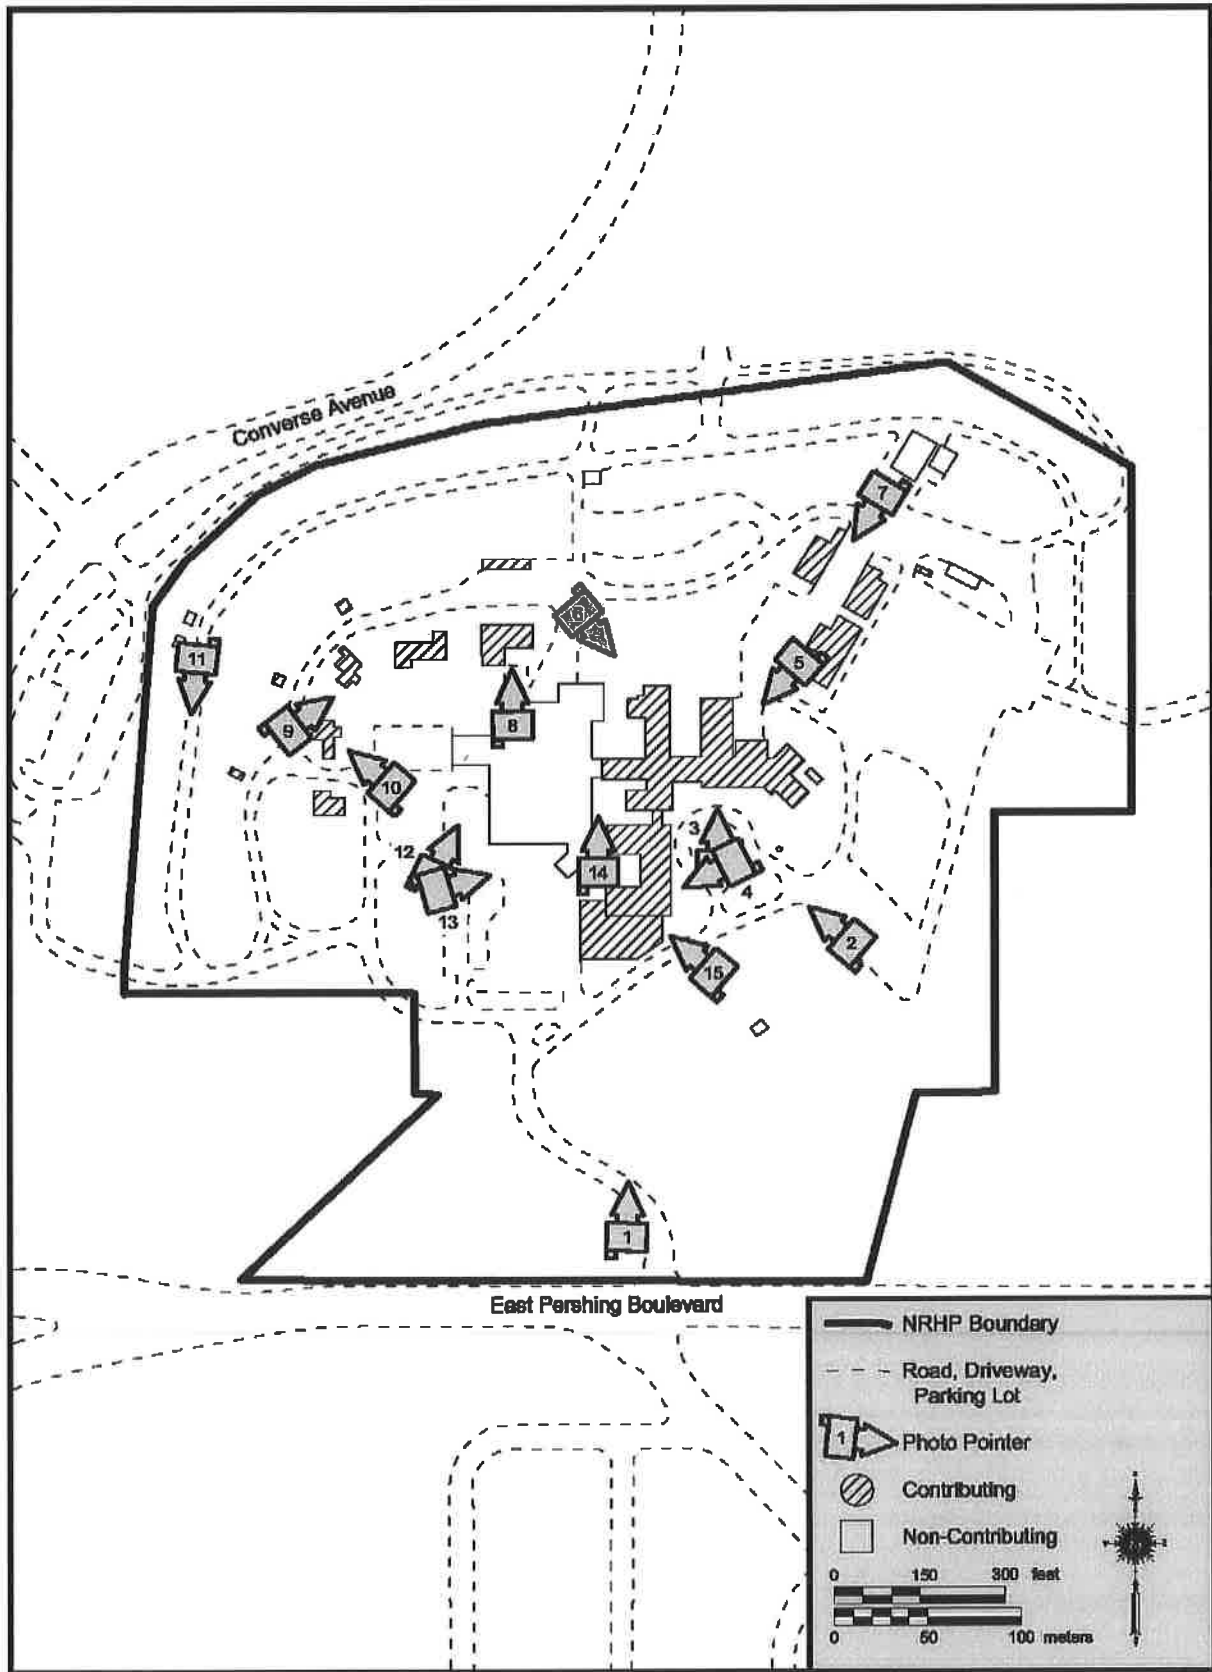 Converse Avenue
7
6
5
11
9
8
10
3
12
14
4
13
2
15
1
East Pershing Boulevard
NRHP Boundary
Road, Driveway,
Parking Lot
1 Photo Pointer
Contributing
Non-Contributing
0 150 300 feet
0 50 100 meters